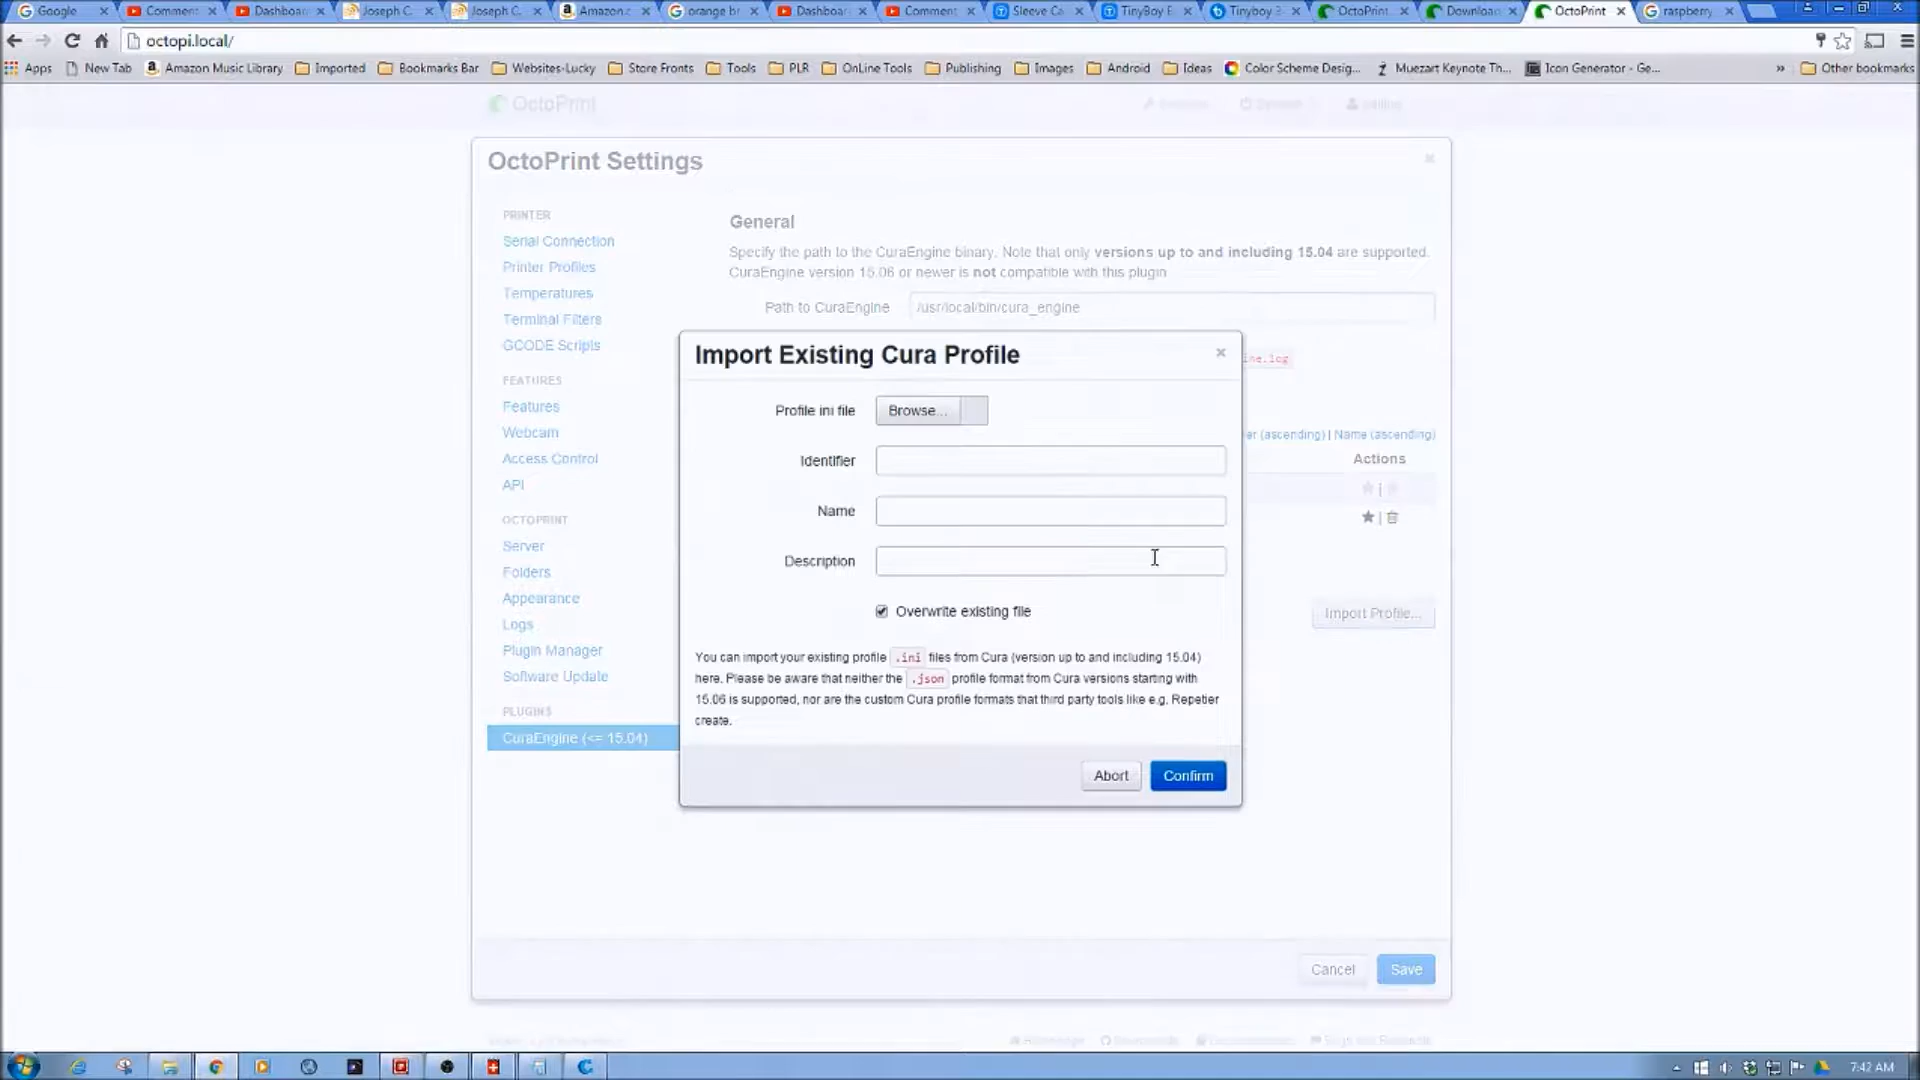 Google
Comment
Dashboar
Joseph C.
Joseph C.
Amazon.c
orange br
Dashboar
Comment
Sleeve Ca
TinyBoy E
Tinyboy 3
OctoPrint
Downloac
OctoPrint
raspberry
octopi.local/
Apps New Tab Amazon Music Library Imported Bookmarks Bar Websites-Lucky Store Fronts Tools PLR OnLine Tools Publishing Images Android Ideas Color Scheme Desig... Muezart Keynote Th... Icon Generator - Ge... » Other bookmarks
OctoPrint
OctoPrint Settings
PRINTER
Serial Connection
Printer Profiles
Temperatures
Terminal Filters
GCODE Scripts
FEATURES
Features
Webcam
Access Control
API
OCTOPRINT
Server
Folders
Appearance
Logs
Plugin Manager
Software Update
PLUGINS
CuraEngine (<= 15.04)
General
Specify the path to the CuraEngine binary. Note that only versions up to and including 15.04 are supported.
CuraEngine version 15.06 or newer is not compatible with this plugin
Path to CuraEngine /usr/local/bin/cura_engine
ine.log
er (ascending) | Name (ascending)
Actions
Import Profile...
Import Existing Cura Profile
Profile ini file Browse...
Identifier
Name
Description
Overwrite existing file
You can import your existing profile .ini files from Cura (version up to and including 15.04)
here. Please be aware that neither the .json profile format from Cura versions starting with
15.06 is supported, nor are the custom Cura profile formats that third party tools like e.g. Repetier
create.
Abort Confirm
Cancel Save
7:42 AM